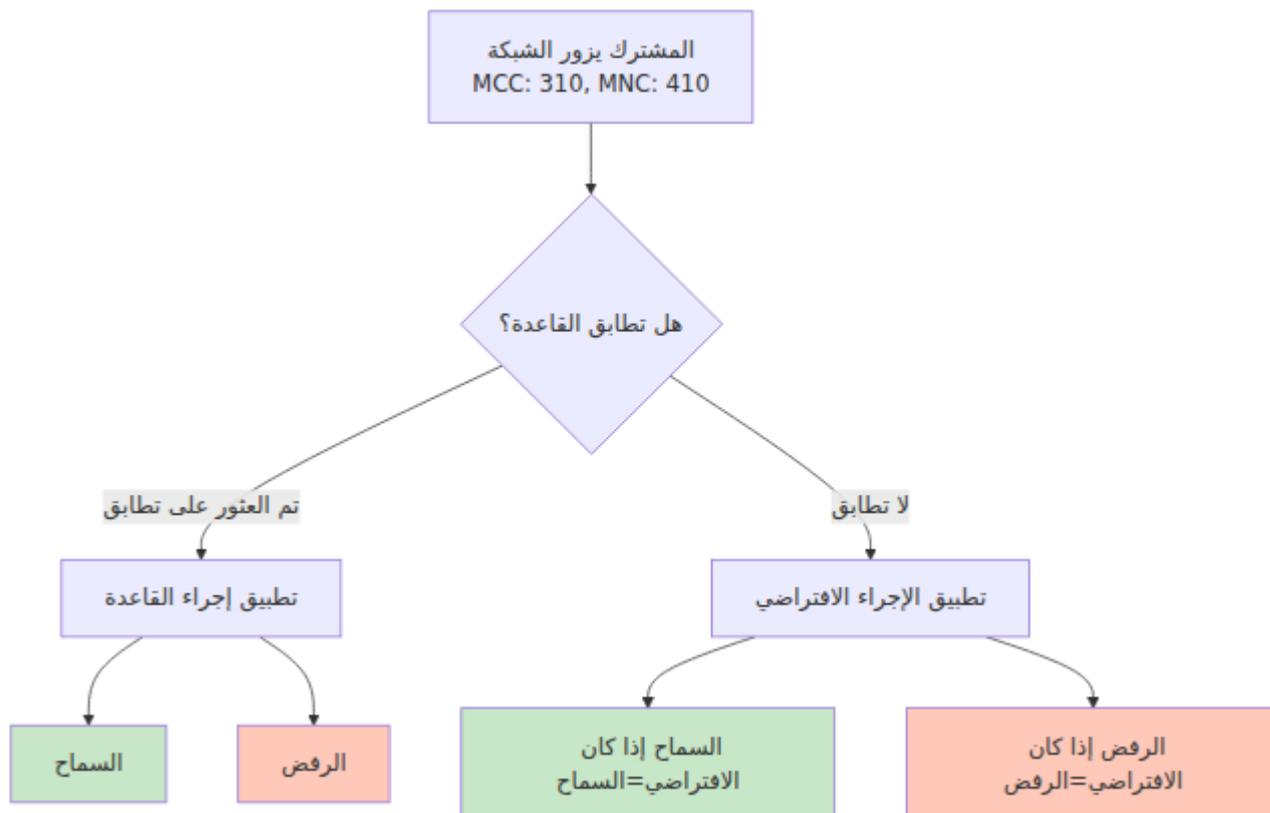 المشترك يزور الشبكة
MCC: 310, MNC: 410
هل تطابق القاعدة؟
تم العثور على تطابق
لا تطابق
تطبيق إجراء القاعدة
تطبيق الإجراء الافتراضي
السماح
الرفض
السماح إذا كان
الافتراضي=السماح
الرفض إذا كان
الافتراضي=الرفض